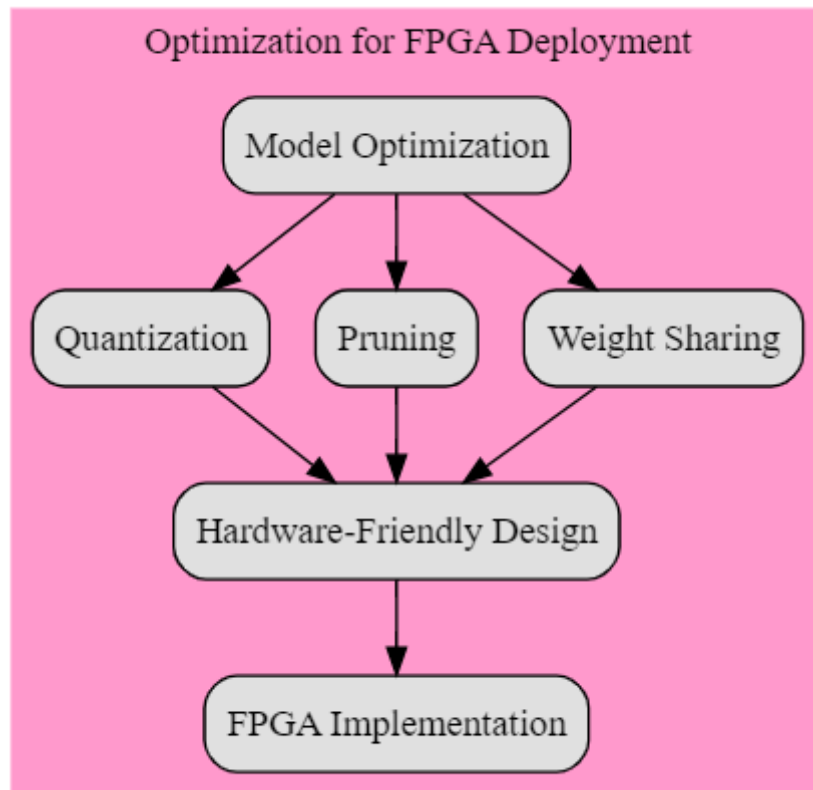 Optimization for FPGA Deployment
Model Optimization
Quantization
Pruning
Weight Sharing
Hardware-Friendly Design
FPGA Implementation